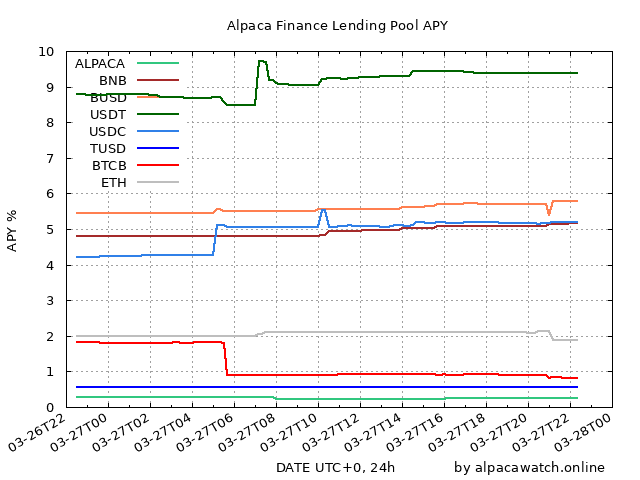 Alpaca Finance Lending Pool APY
10
9
8
7
6
5
4
3
2
1
0
APY %
ALPACA
BNB
BUSD
USDT
USDC
TUSD
BTCB
ETH
03-26T22
03-27T00
03-27T02
03-27T04
03-27T06
03-27T08
03-27T10
03-27T12
03-27T14
03-27T16
03-27T18
03-27T20
03-27T22
03-28T00
DATE UTC+0, 24h
by alpacawatch.online